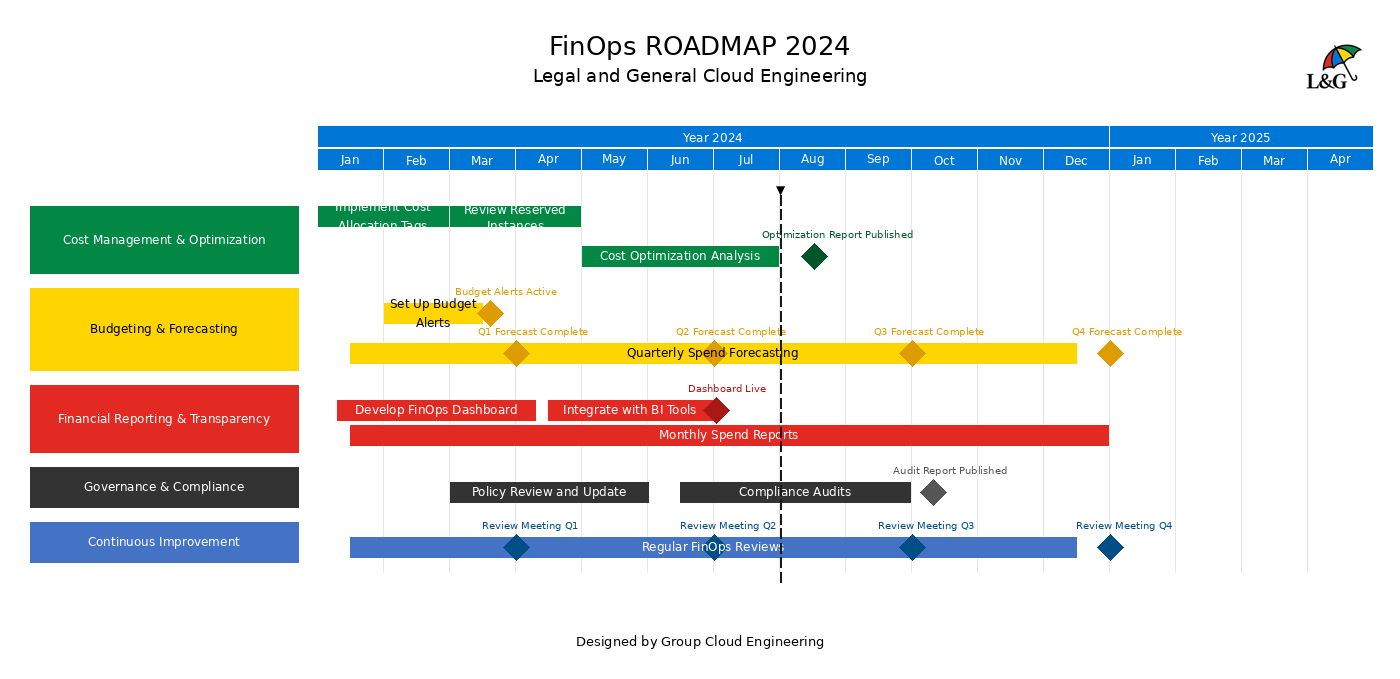 FinOps ROADMAP 2024
Legal and General Cloud Engineering
L&G
Year 2024
Year 2025
Jan
Feb
Mar
Apr
May
Jun
Jul
Aug
Sep
Oct
Nov
Dec
Jan
Feb
Mar
Apr
Cost Management & Optimization
Implement Cost
Allocation Tags
Review Reserved
Instances
Optimization Report Published
Cost Optimization Analysis
Budgeting & Forecasting
Budget Alerts Active
Set Up Budget
Alerts
Q1 Forecast Complete
Q2 Forecast Complete
Q3 Forecast Complete
Q4 Forecast Complete
Quarterly Spend Forecasting
Financial Reporting & Transparency
Dashboard Live
Develop FinOps Dashboard
Integrate with BI Tools
Monthly Spend Reports
Governance & Compliance
Audit Report Published
Policy Review and Update
Compliance Audits
Continuous Improvement
Review Meeting Q1
Review Meeting Q2
Review Meeting Q3
Review Meeting Q4
Regular FinOps Reviews
Designed by Group Cloud Engineering